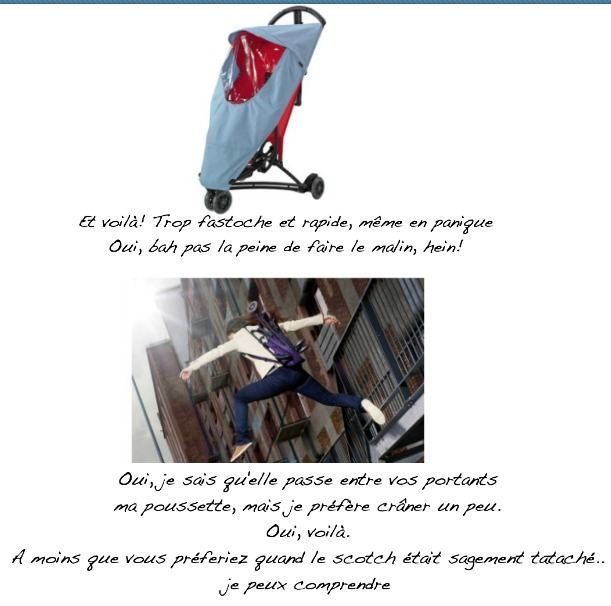 Et voilà! Trop fastoche et rapide, même en panique
Oui, bah pas la peine de faire le malin, hein!
Oui, je sais qu'elle passe entre vos portants
ma poussette, mais je préfère crâner un peu.
Oui, voilà.
A moins que vous préferiez quand le scotch était sagement tataché..
je peux comprendre